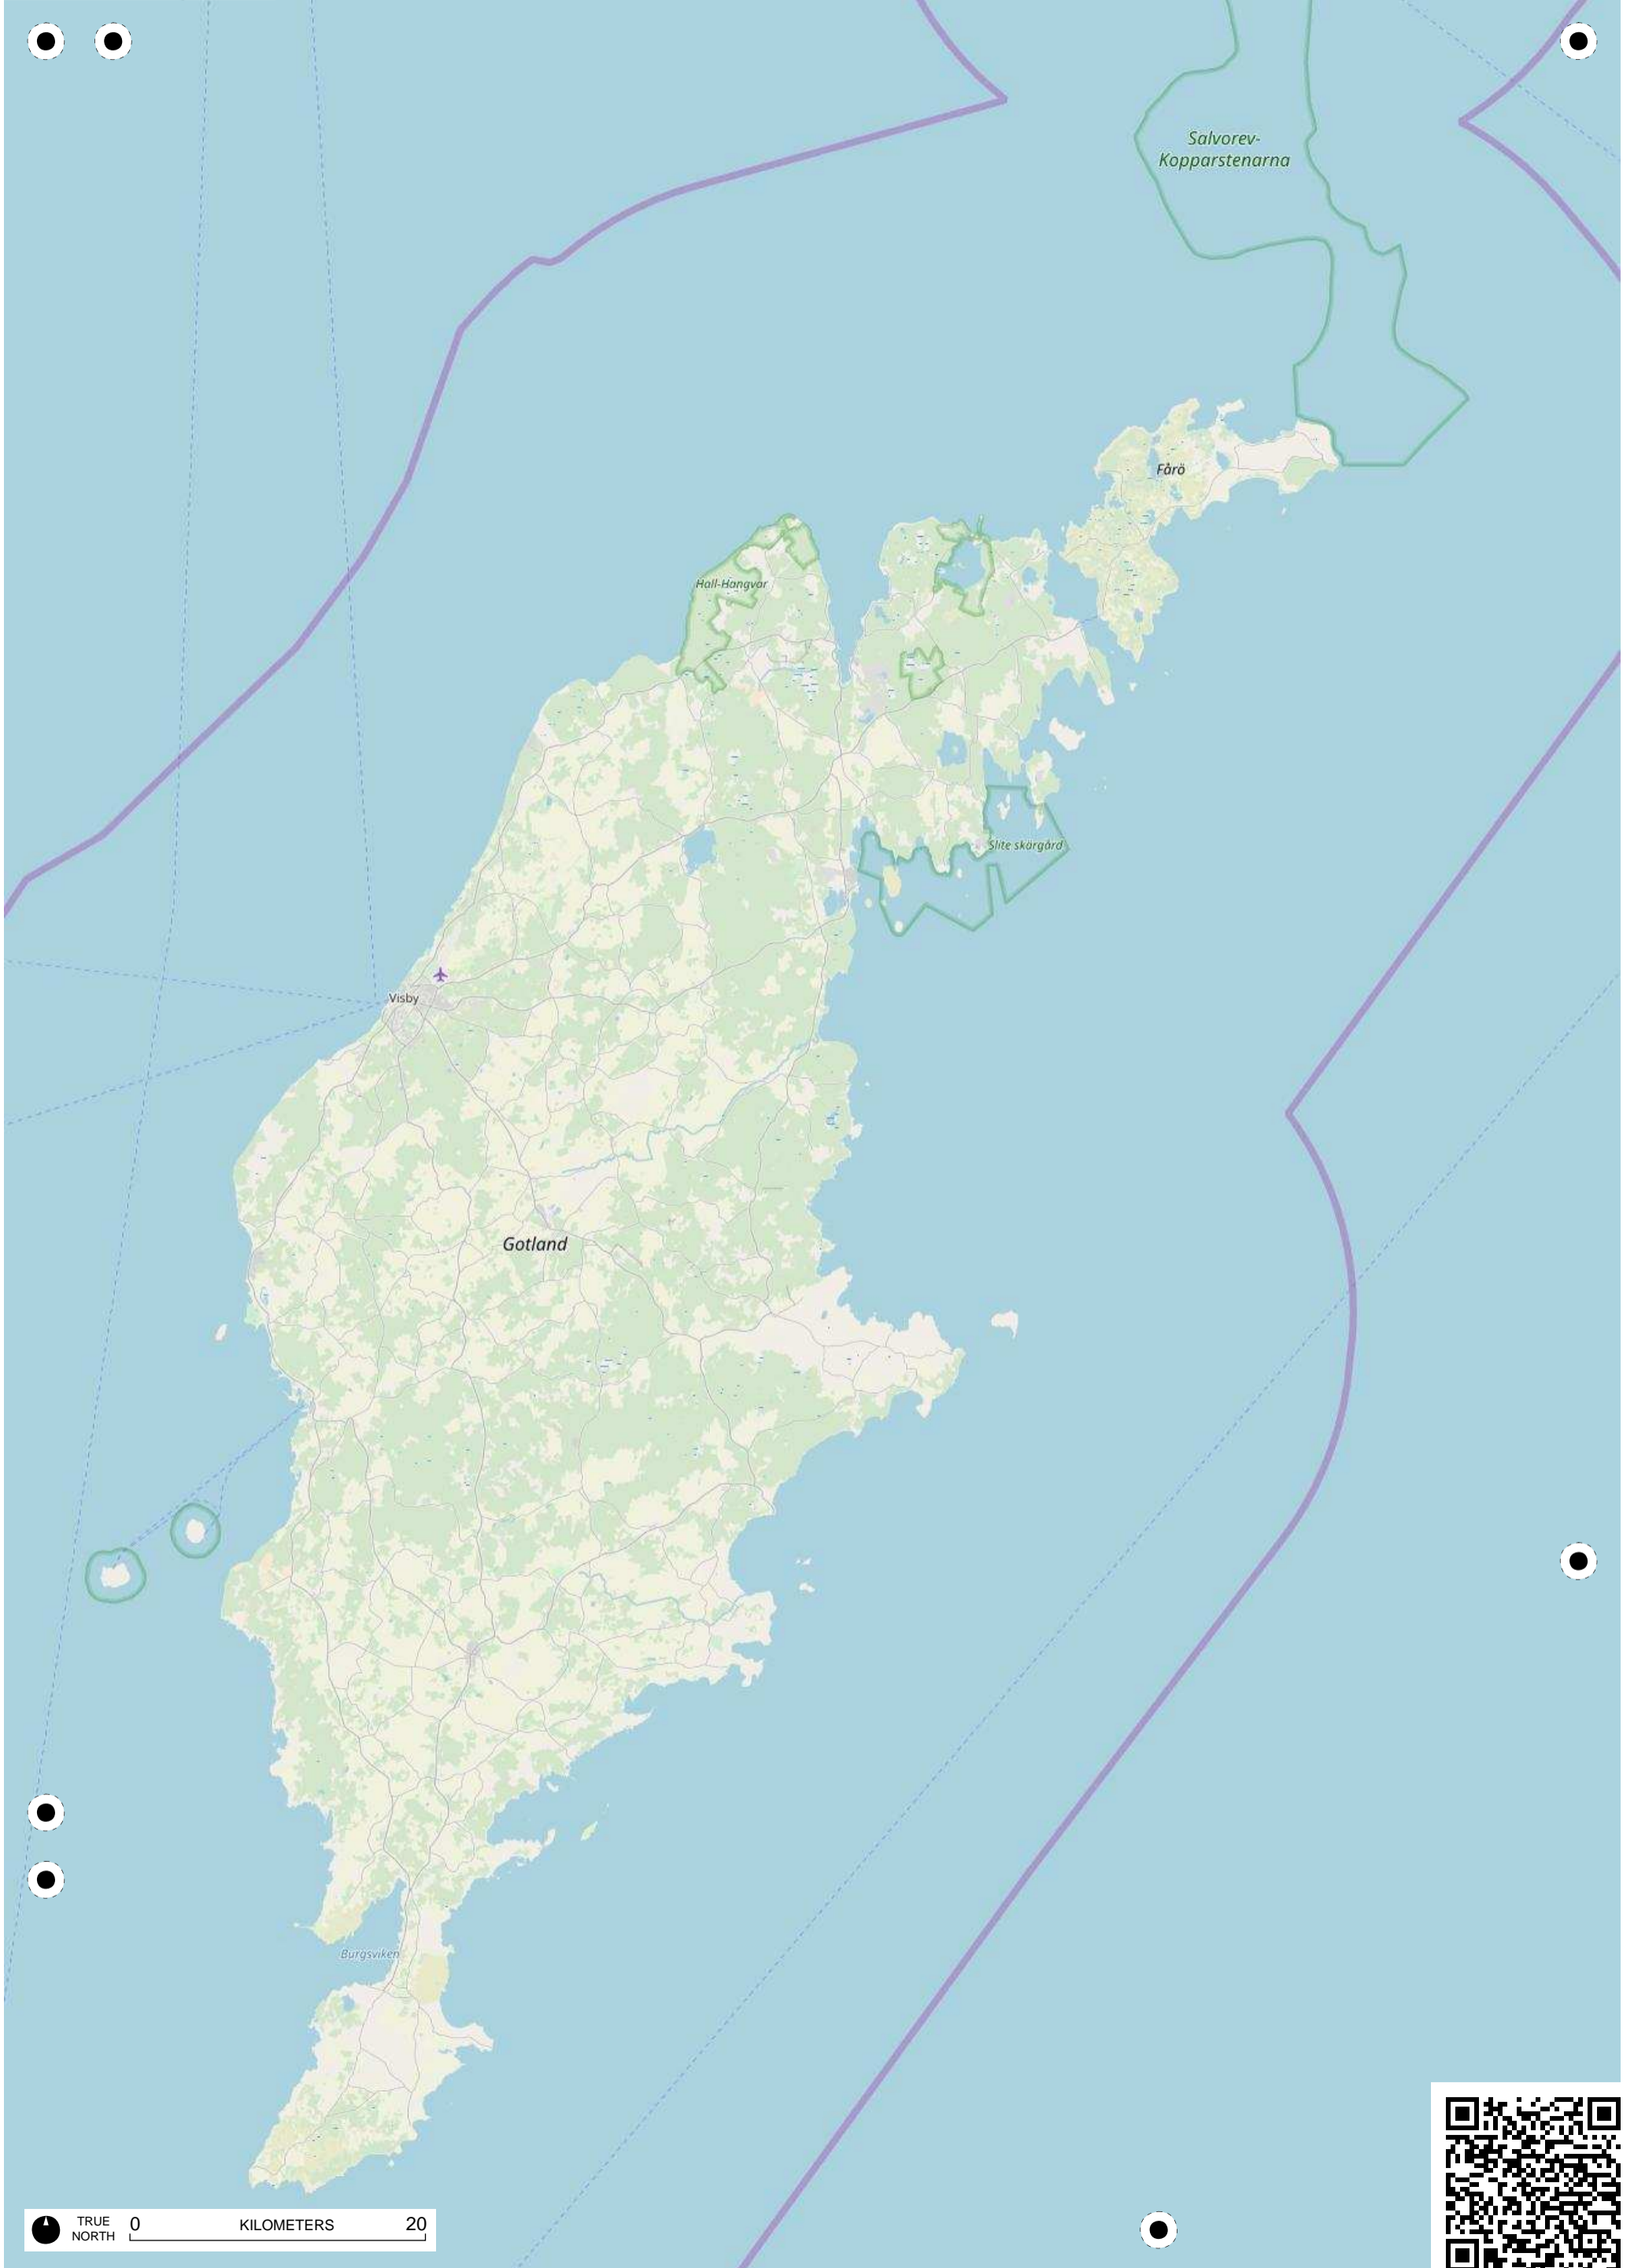 Salvorev-
Kopparstenarna
Fårö
Hall-Hangvar
Slite skärgård
Visby
Gotland
Burgsviken
TRUE
NORTH
0 KILOMETERS 20